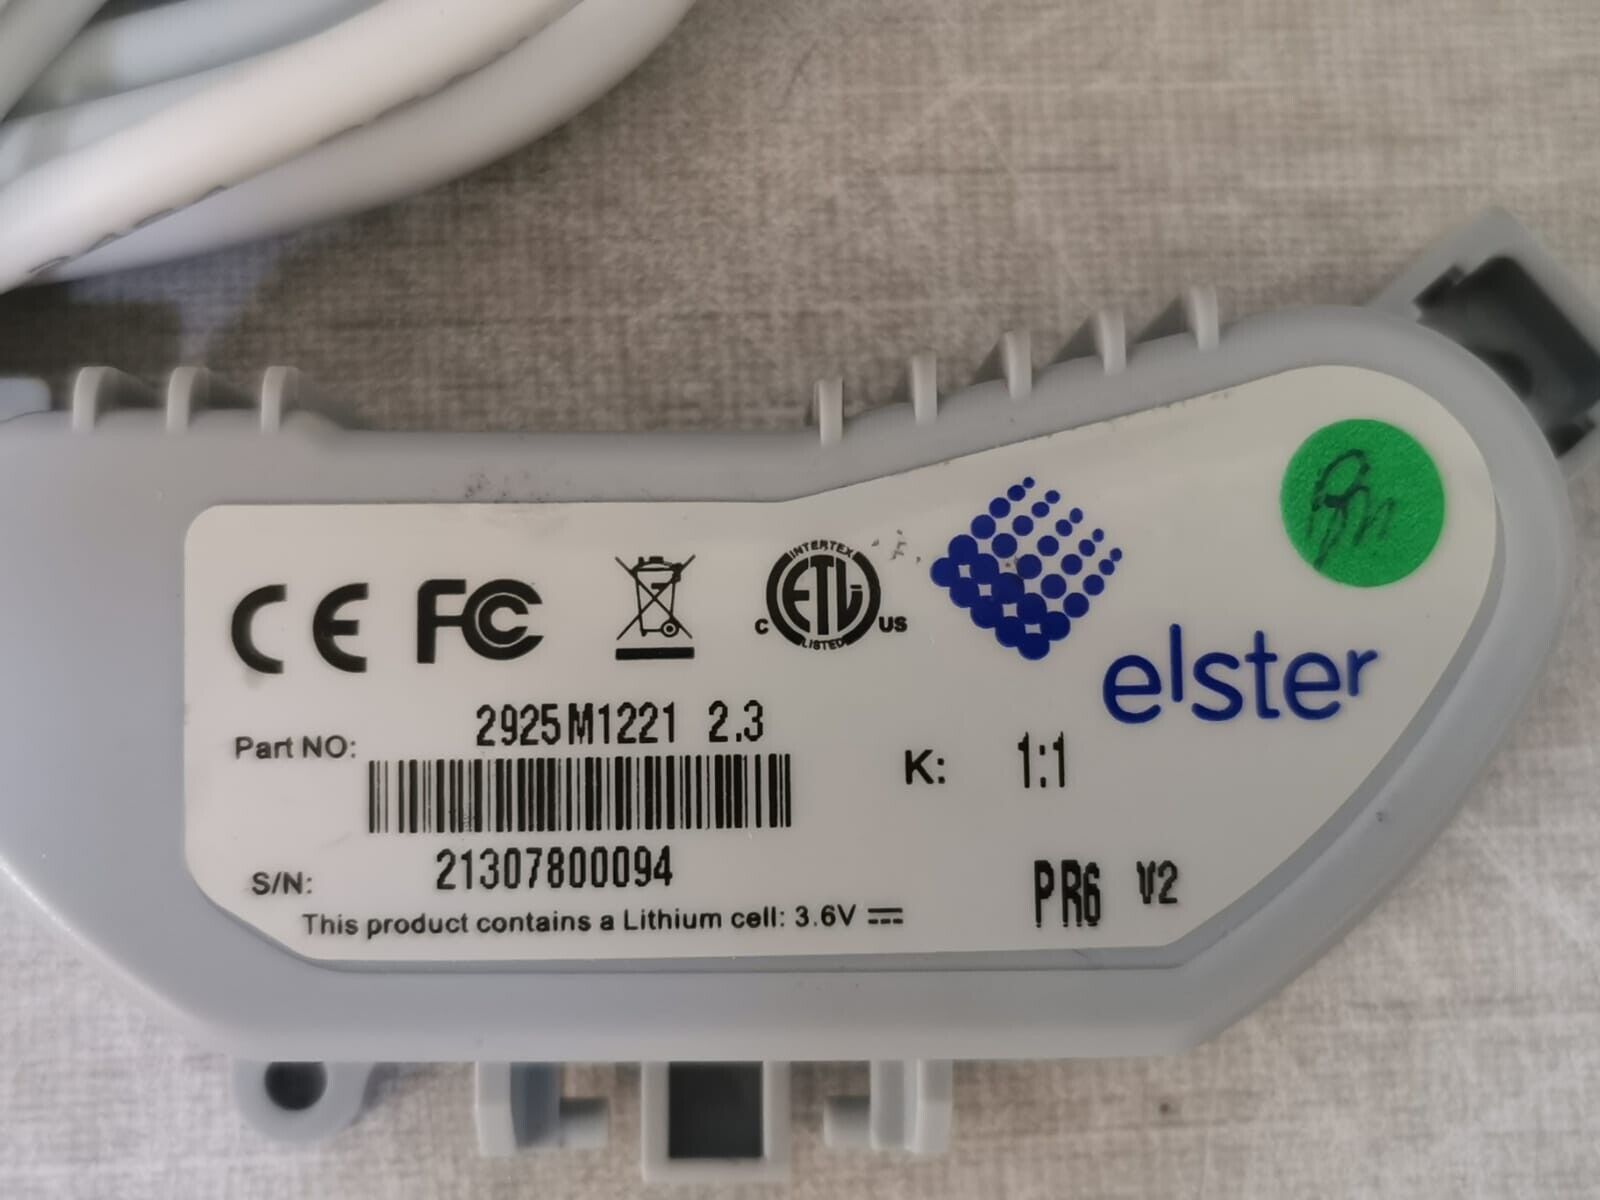 CE FC
INTERTEK
ETL
C US
LISTED
elster
Part NO: 2925M1221 2.3
K: 1:1
S/N: 21307800094
This product contains a Lithium cell: 3.6V
PR6 V2